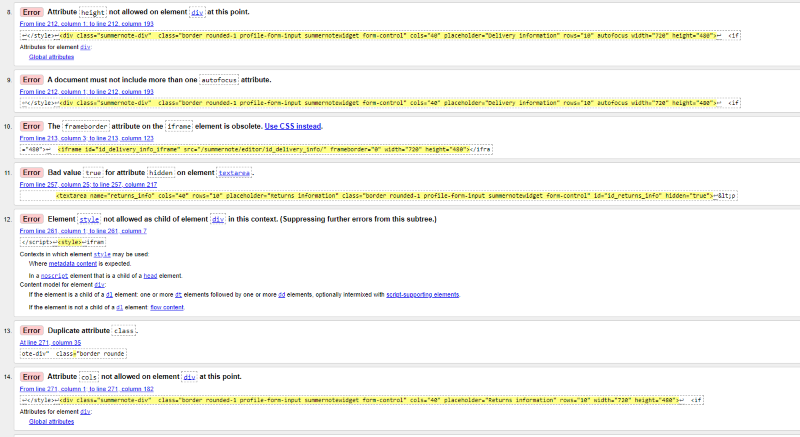 8. Error Attribute height not allowed on element div at this point.
From line 212, column 1; to line 212, column 193
↩</style>↩<div class="summernote-div"  class="border rounded-1 profile-form-input summernotewidget form-control" cols="40" placeholder="Delivery information" rows="10" autofocus width="720" height="480">↩  <if
Attributes for element div:
Global attributes
9. Error A document must not include more than one autofocus attribute.
From line 212, column 1; to line 212, column 193
↩</style>↩<div class="summernote-div"  class="border rounded-1 profile-form-input summernotewidget form-control" cols="40" placeholder="Delivery information" rows="10" autofocus width="720" height="480">↩  <if
10. Error The frameborder attribute on the iframe element is obsolete. Use CSS instead.
From line 213, column 3; to line 213, column 123
="480">↩  <iframe id="id_delivery_info_iframe" src="/summernote/editor/id_delivery_info/" frameborder="0" width="720" height="480"></ifra
11. Error Bad value true for attribute hidden on element textarea.
From line 257, column 25; to line 257, column 217
<textarea name="returns_info" cols="40" rows="10" placeholder="Returns information" class="border rounded-1 profile-form-input summernotewidget form-control" id="id_returns_info" hidden="true">↩&lt;p
12. Error Element style not allowed as child of element div in this context. (Suppressing further errors from this subtree.)
From line 261, column 1; to line 261, column 7
</script>↩<style>↩ifram
Contexts in which element style may be used:
Where metadata content is expected.
In a noscript element that is a child of a head element.
Content model for element div:
If the element is a child of a dl element: one or more dt elements followed by one or more dd elements, optionally intermixed with script-supporting elements.
If the element is not a child of a dl element: flow content.
13. Error Duplicate attribute class.
At line 271, column 35
ote-div"  class="border rounde
14. Error Attribute cols not allowed on element div at this point.
From line 271, column 1; to line 271, column 182
↩</style>↩<div class="summernote-div"  class="border rounded-1 profile-form-input summernotewidget form-control" cols="40" placeholder="Returns information" rows="10" width="720" height="480">↩  <if
Attributes for element div:
Global attributes